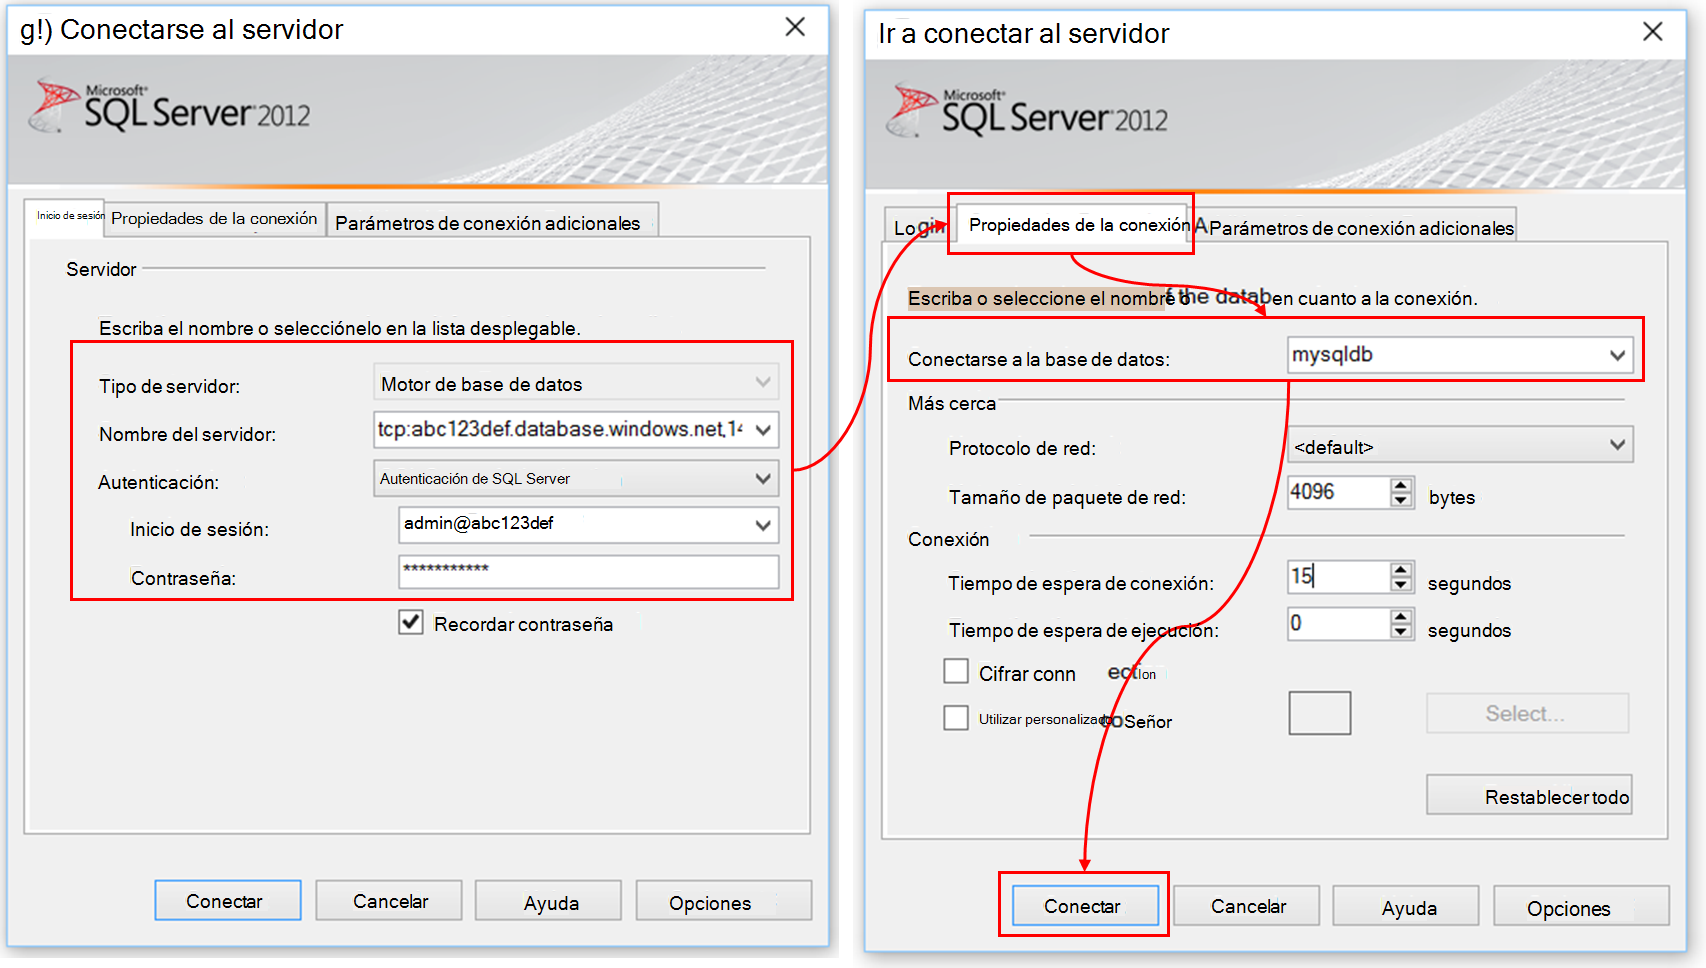 g!) Conectarse al servidor
Microsoft®
SQL Server® 2012
Inicio de sesión
Propiedades de la conexión
Parámetros de conexión adicionales
Servidor
Escriba el nombre o selecciónelo en la lista desplegable.
Tipo de servidor:
Motor de base de datos
Nombre del servidor:
tcp:abc123def.database.windows.net,14
Autenticación:
Autenticación de SQL Server
Inicio de sesión:
admin@abc123def
Contraseña:
***********
Recordar contraseña
Conectar
Cancelar
Ayuda
Opciones
Ir a conectar al servidor
Microsoft®
SQL Server® 2012
Login
Propiedades de la conexión
A Parámetros de conexión adicionales
Escriba o seleccione el nombre o f the datab en cuanto a la conexión.
Conectarse a la base de datos:
mysqldb
Más cerca
Protocolo de red:
<default>
Tamaño de paquete de red:
4096
bytes
Conexión
Tiempo de espera de conexión:
15
segundos
Tiempo de espera de ejecución:
0
segundos
Cifrar conn ection
Utilizar personalizado co Señor
Select...
Restablecer todo
Conectar
Cancelar
Ayuda
Opciones